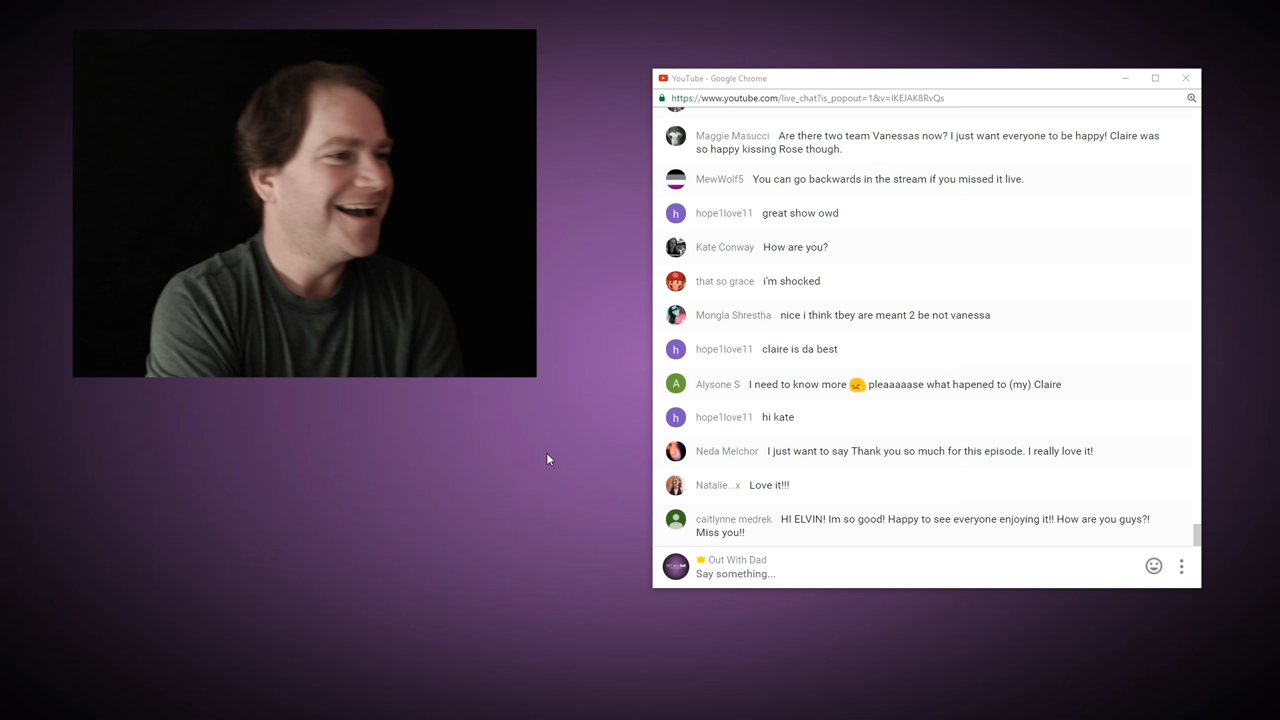 YouTube - Google Chrome
https://www.youtube.com/live_chat?is_popout=1&v=IKEJAK8RvQs
Maggie Masucci Are there two team Vanessas now? I just want everyone to be happy! Claire was
so happy kissing Rose though.
MewWolf5 You can go backwards in the stream if you missed it live.
hope1love11 great show owd
Kate Conway How are you?
that so grace i'm shocked
Mongla Shrestha nice i think tbey are meant 2 be not vanessa
h hope1love11 claire is da best
A Alysone S I need to know more pleaaaaase what hapened to (my) Claire
h hope1love11 hi kate
Neda Melchor I just want to say Thank you so much for this episode. I really love it!
Natalie...x Love it!!!
caitlynne medrek HI ELVIN! Im so good! Happy to see everyone enjoying it!! How are you guys?!
Miss you!!
Out With Dad
Say something...